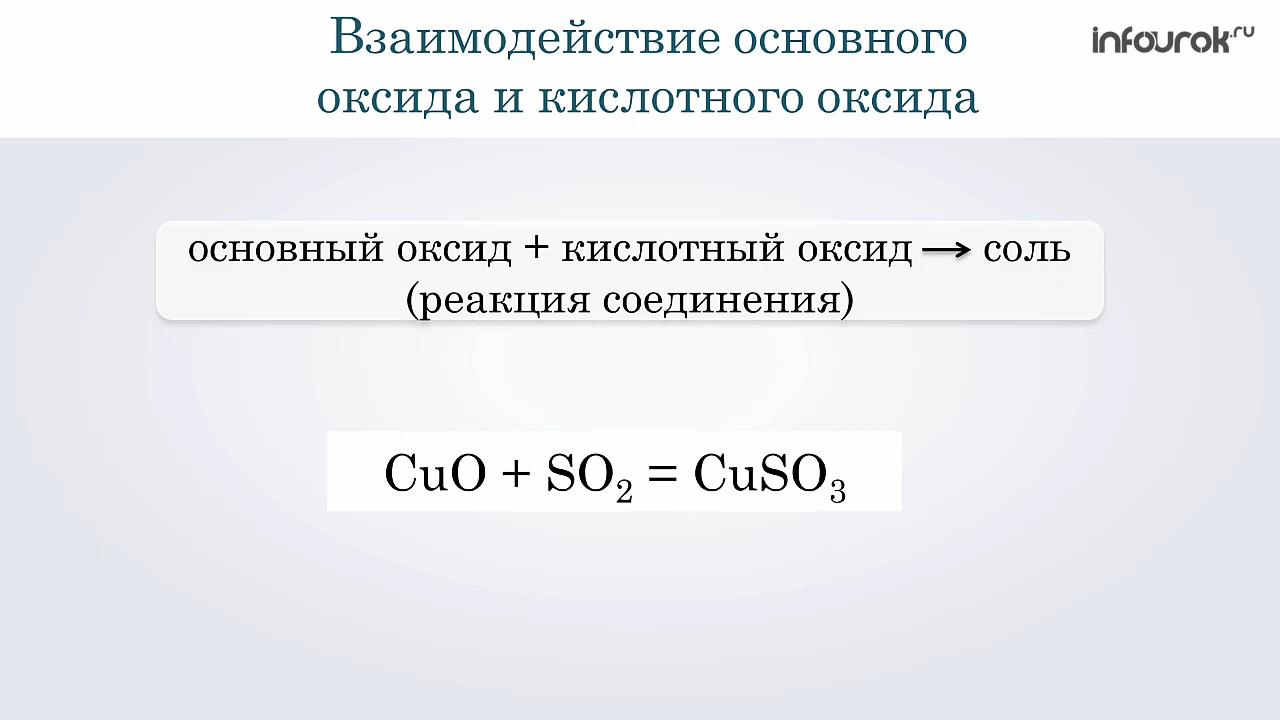 Взаимодействие основного
оксида и кислотного оксида
infourok.ru
основный оксид + кислотный оксид → соль
(реакция соединения)
CuO + SO₂ = CuSO₃